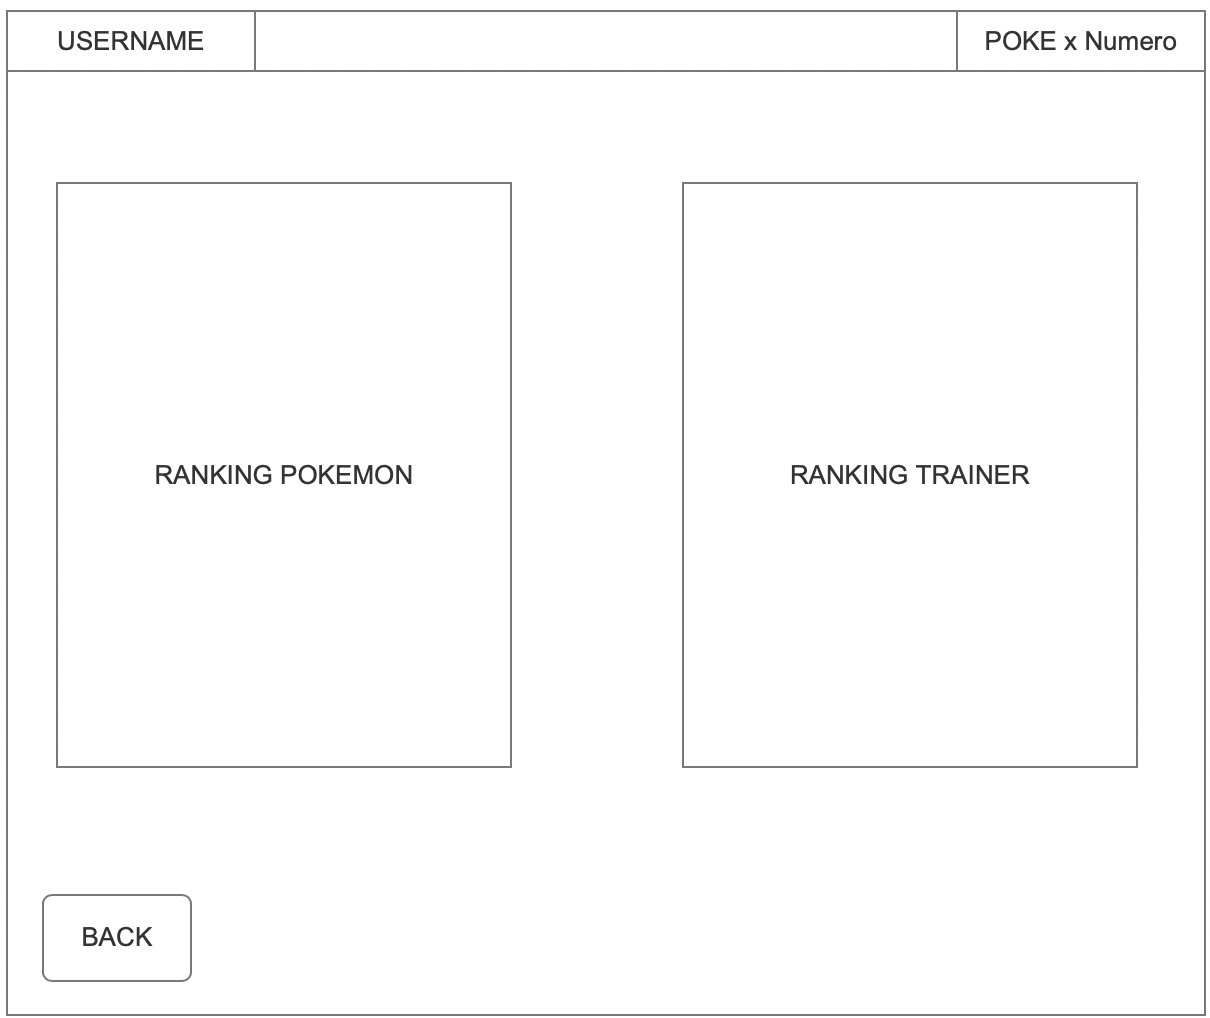 USERNAME
POKE x Numero
RANKING POKEMON
RANKING TRAINER
BACK